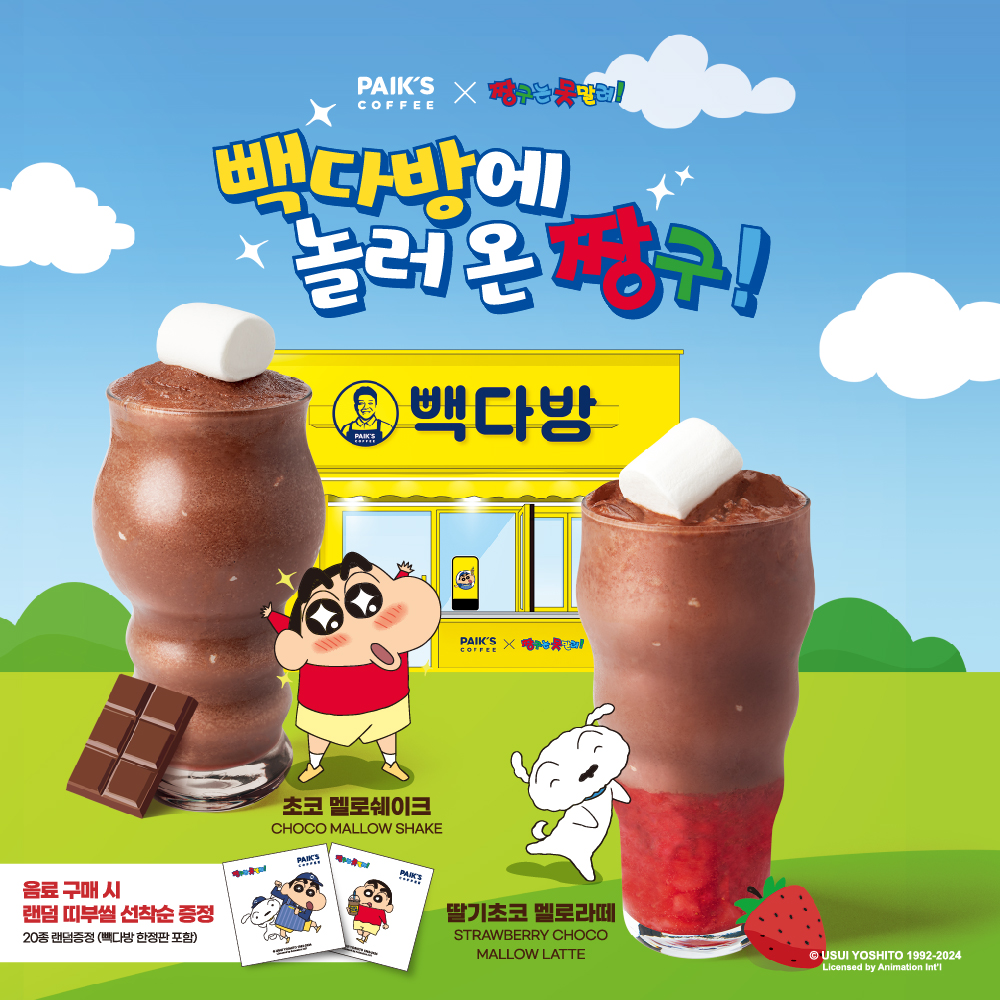 PAIK'S COFFEE × 짱구는 못말려!
빽다방에
놀러 온 짱구!
PAIK'S COFFEE
빽다방
PAIK'S COFFEE × 짱구는 못말려!
초코 멜로쉐이크
CHOCO MALLOW SHAKE
음료 구매 시
랜덤 띠부씰 선착순 증정
20종 랜덤증정 (빽다방 한정판 포함)
짱구는 못말려!
PAIK'S COFFEE
© USUI YOSHITO 1992-2024
짱구는 못말려!
PAIK'S COFFEE
딸기초코 멜로라떼
STRAWBERRY CHOCO
MALLOW LATTE
© USUI YOSHITO 1992-2024
Licensed by Animation Int'l